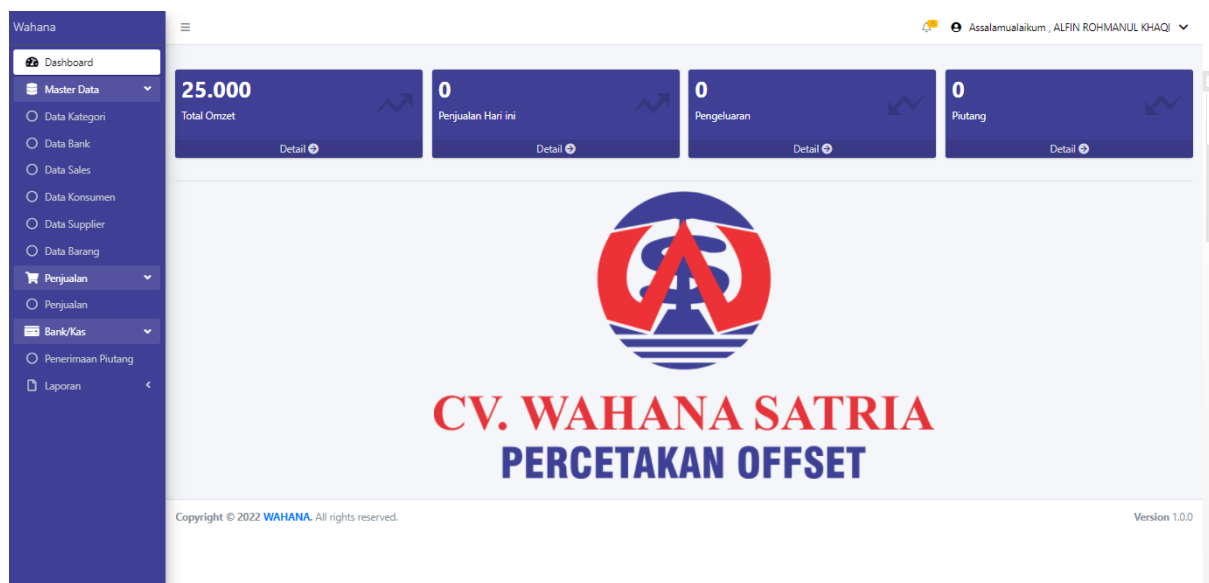 Wahana
Assalamualaikum , ALFIN ROHMANUL KHAQI
Dashboard
Master Data
Data Kategori
Data Bank
Data Sales
Data Konsumen
Data Supplier
Data Barang
Penjualan
Penjualan
Bank/Kas
Penerimaan Piutang
Laporan
25.000
Total Omzet
Detail
0
Penjualan Hari ini
Detail
0
Pengeluaran
Detail
0
Piutang
Detail
CV. WAHANA SATRIA
PERCETAKAN OFFSET
Copyright © 2022 WAHANA. All rights reserved.
Version 1.0.0